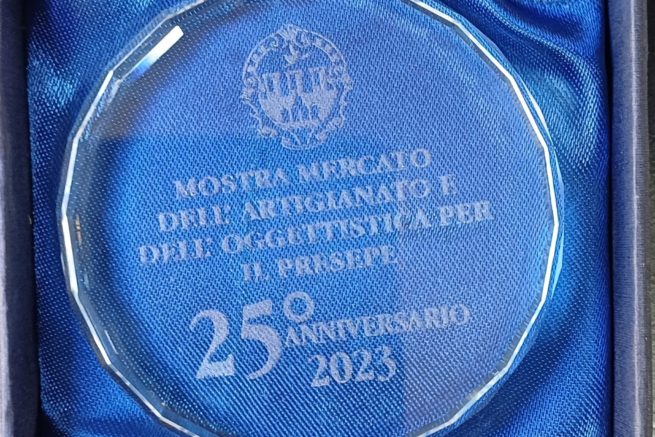 MOSTRA MERCATO
DELL' ARTIGIANATO E
DELL' OGGETTISTICA PER
IL PRESEPE
25°
ANNIVERSARIO
2023